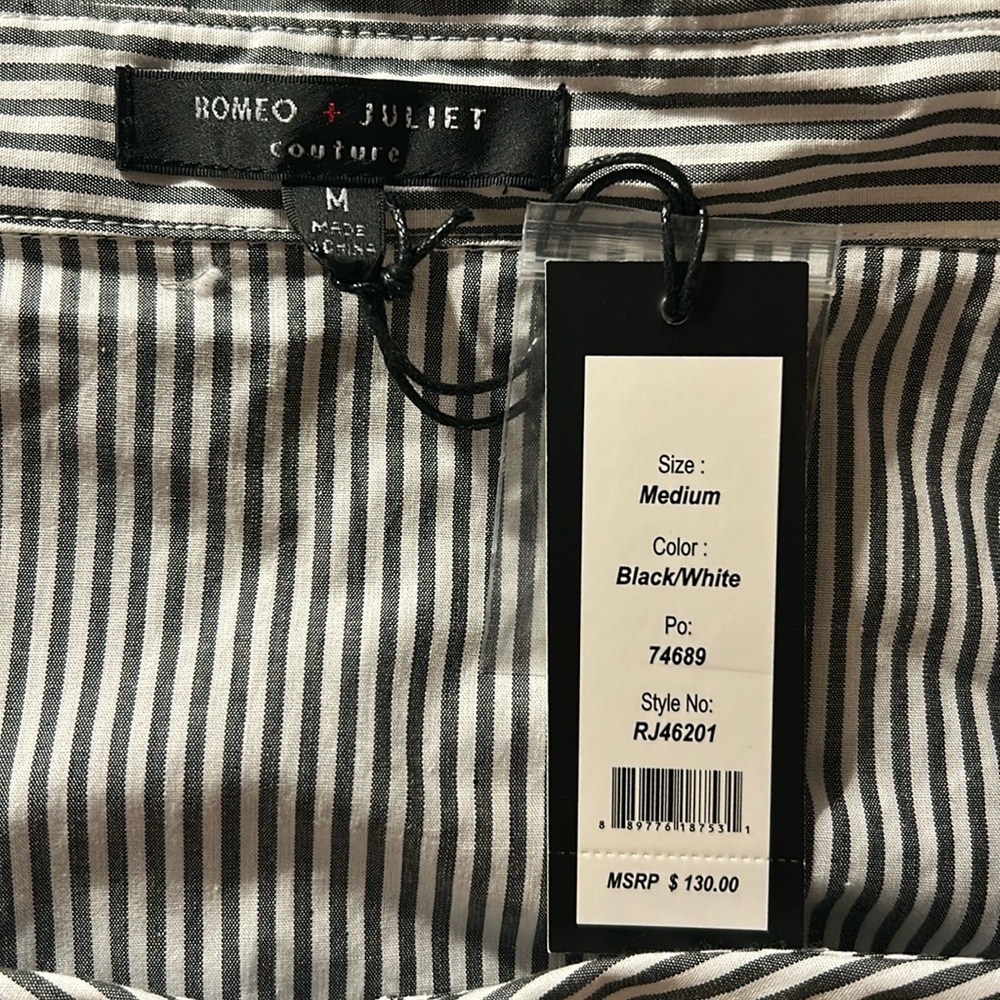 ROMEO + JULIET
couture
M
MADE
CHINA
Size :
Medium
Color :
Black/White
Po:
74689
Style No:
RJ46201
8 89776 18753 1
MSRP $ 130.00